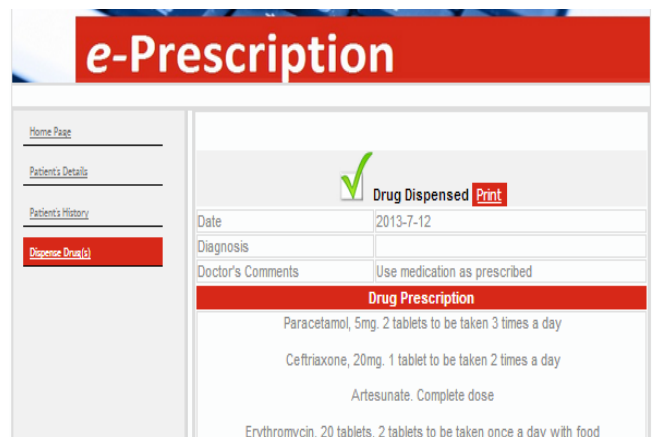 e-Prescription
Home Page
Patient's Details
Patient's History
Dispense Drug(s)
Drug Dispensed Print
Date 2013-7-12
Diagnosis
Doctor's Comments Use medication as prescribed
Drug Prescription
Paracetamol, 5mg. 2 tablets to be taken 3 times a day
Ceftriaxone, 20mg. 1 tablet to be taken 2 times a day
Artesunate. Complete dose
Erythromycin, 20 tablets. 2 tablets to be taken once a day with food